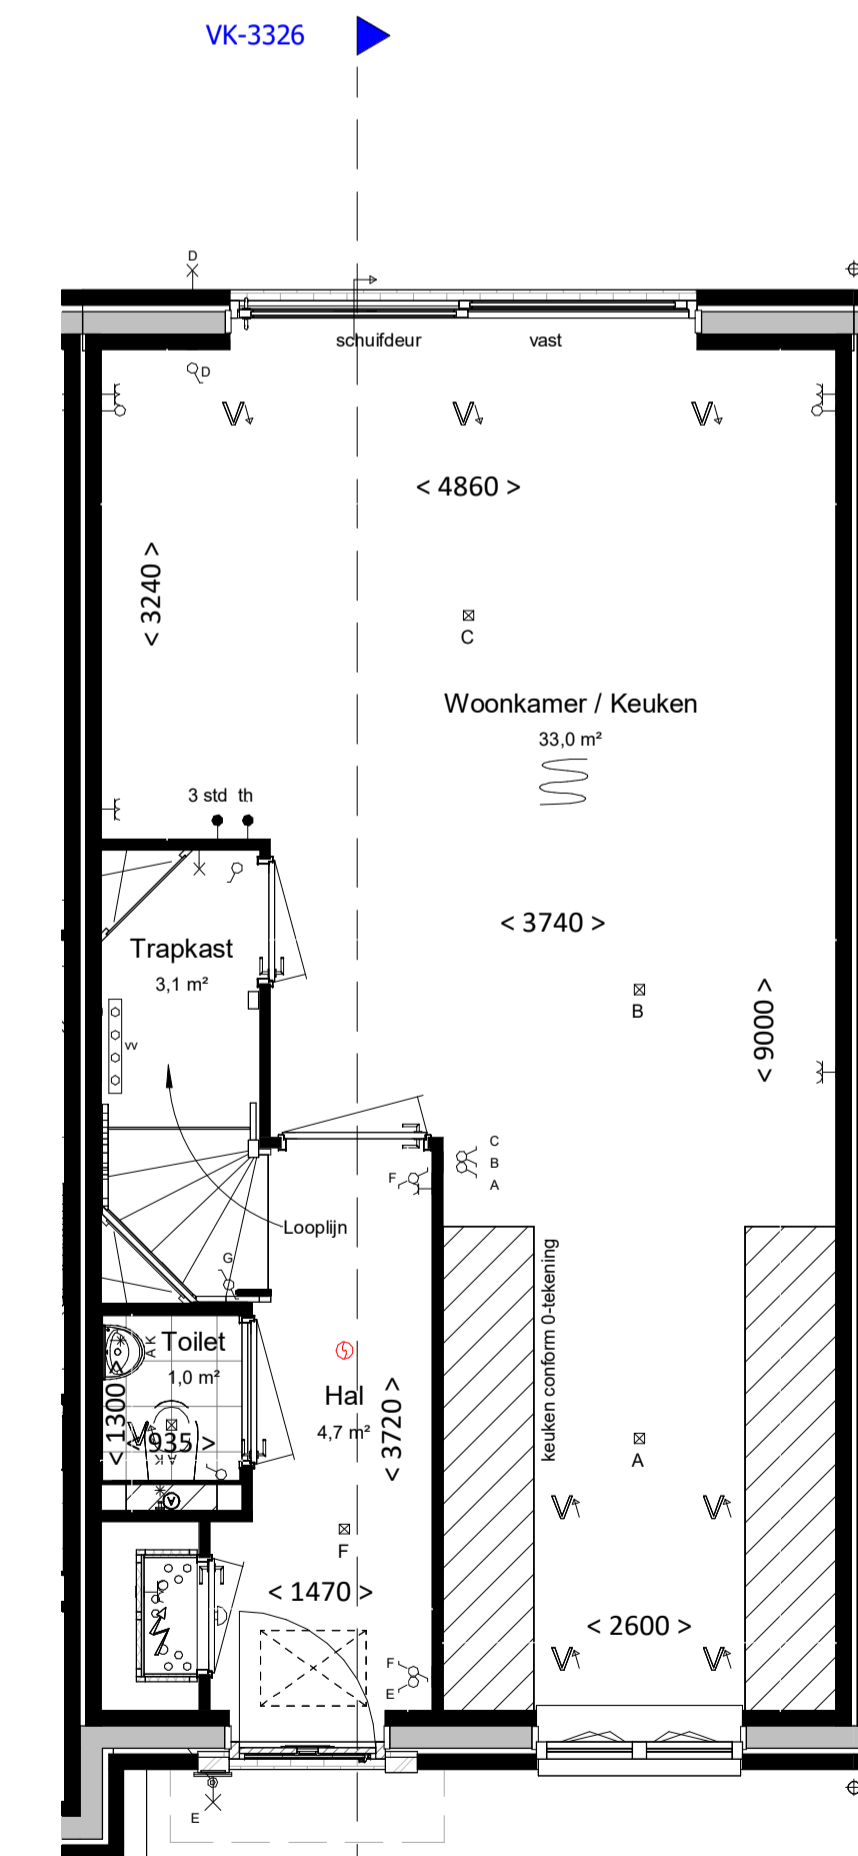 VK-3326
D
schuifdeur
vast
D
< 4860 >
< 3240 >
C
Woonkamer / Keuken
33,0 m²
3 std th
Trapkast
3,1 m²
< 3740 >
B
< 9000 >
vv
C
B
A
F
Looplijn
G
keuken conform 0-tekening
Toilet
1,0 m²
A K
< 1300 >
< 935 >
Hal
4,7 m²
< 3720 >
A
F
< 1470 >
< 2600 >
F
E
E